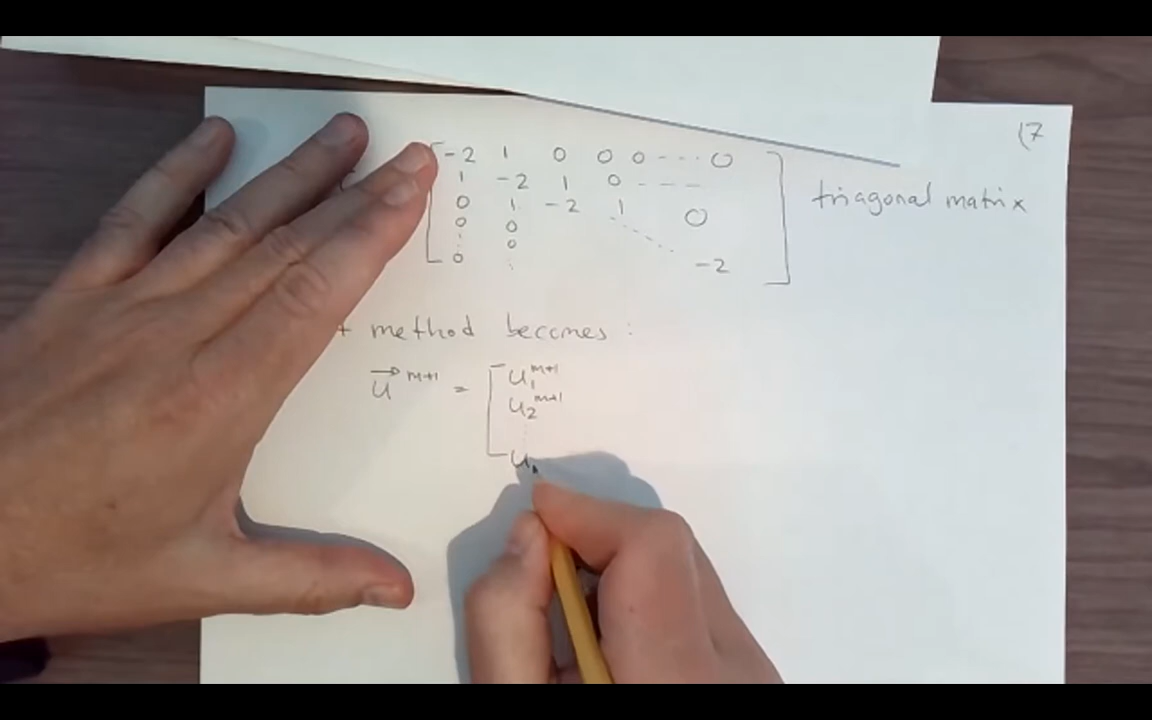 17
-2 1 0 0 0 --- 0
1 -2 1 0 ---
triagonal matrix
0 1 -2 1 0
0 0
0
0 -2
method becomes :
u^m+1 = u_1^m+1
u_2^m+1
u